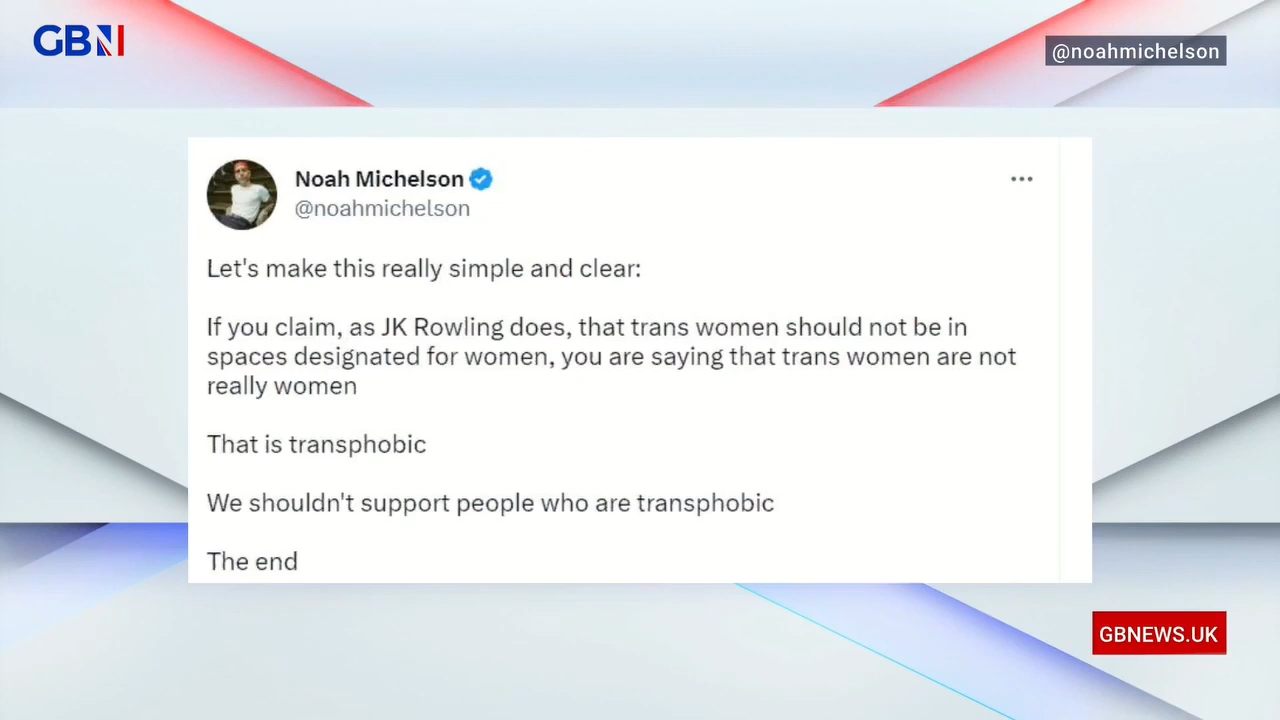 GBN
@noahmichelson
Noah Michelson
@noahmichelson
Let's make this really simple and clear:
If you claim, as JK Rowling does, that trans women should not be in
spaces designated for women, you are saying that trans women are not
really women
That is transphobic
We shouldn't support people who are transphobic
The end
GBNEWS.UK